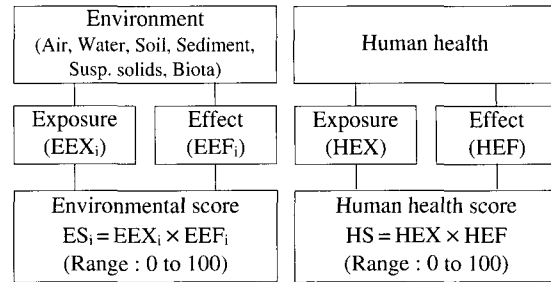 Environment
(Air, Water, Soil, Sediment,
Susp. solids, Biota)
Exposure
(EEXi)
Effect
(EEFi)
Environmental score
ESi = EEXi × EEFi
(Range : 0 to 100)
Human health
Exposure
(HEX)
Effect
(HEF)
Human health score
HS = HEX × HEF
(Range : 0 to 100)